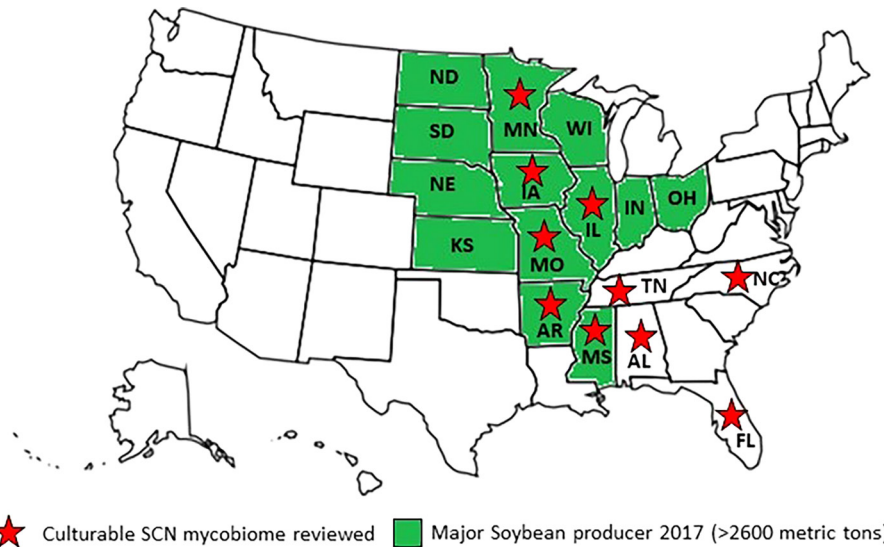 ND
MN
WI
SD
NE
IA
IL
IN
OH
KS
MO
TN
NC
AR
MS
AL
FL
Culturable SCN mycobiome reviewed
Major Soybean producer 2017 (>2600 metric tons)